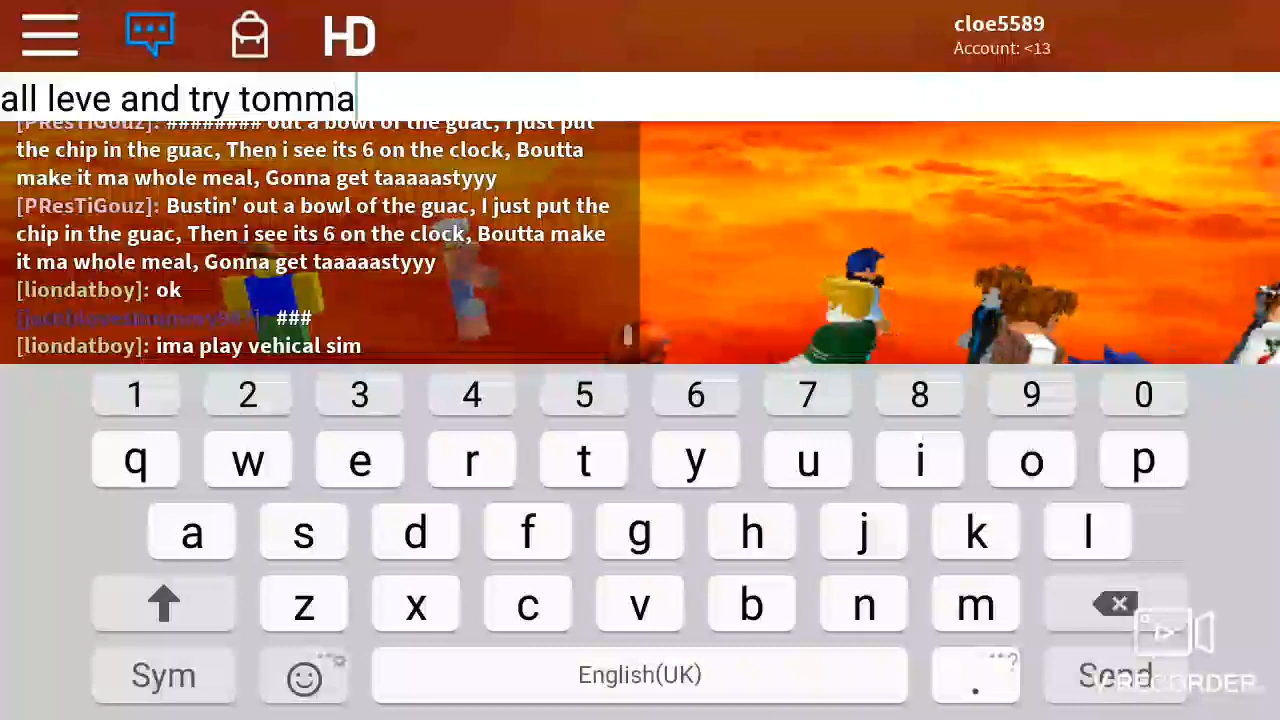 HD
cloe5589
Account: <13
all leve and try tomma
[PResTiGouz]: ######## out a bowl of the guac, I just put
the chip in the guac, Then i see its 6 on the clock, Boutta
make it ma whole meal, Gonna get taaaaastyyy
[PResTiGouz]: Bustin' out a bowl of the guac, I just put the
chip in the guac, Then i see its 6 on the clock, Boutta make
it ma whole meal, Gonna get taaaaastyyy
[liondatboy]: ok
###
[liondatboy]: ima play vehical sim
1 2 3 4 5 6 7 8 9 0
q w e r t y u i o p
a s d f g h j k l
z x c v b n m
Sym English(UK) . Send
V RECORDER